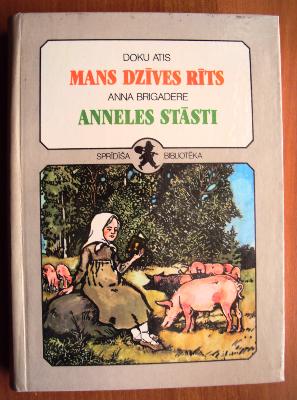 DOKU ATIS
MANS DZĪVES RĪTS
ANNA BRIGADERE
ANNELES STĀSTI
SPRĪDĪŠA BIBLIOTĒKA